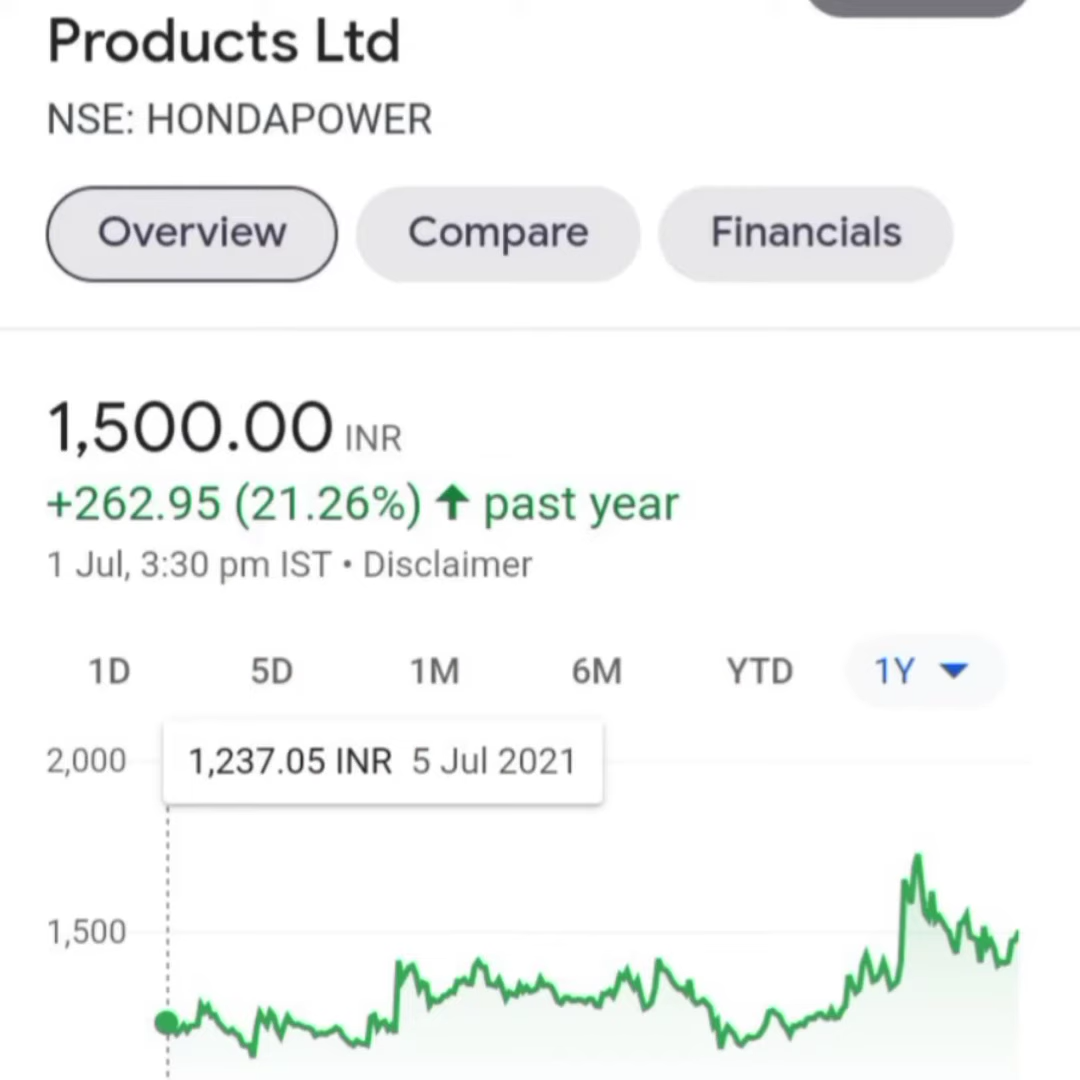 Products Ltd
NSE: HONDAPOWER
Overview Compare Financials
1,500.00 INR
+262.95 (21.26%) ↑ past year
1 Jul, 3:30 pm IST • Disclaimer
1D 5D 1M 6M YTD 1Y
2,000
1,237.05 INR 5 Jul 2021
1,500